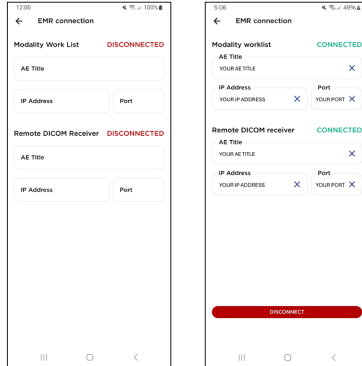 12:00 100%
EMR connection
Modality Work List DISCONNECTED
AE Title
IP Address Port
Remote DICOM Receiver DISCONNECTED
AE Title
IP Address Port
5:06 49%
EMR connection
Modality worklist CONNECTED
AE Title
YOUR AE TITLE
IP Address Port
YOUR IP ADDRESS YOUR PORT
Remote DICOM receiver CONNECTED
AE Title
YOUR AE TITLE
IP Address Port
YOUR IP ADDRESS YOUR PORT
DISCONNECT